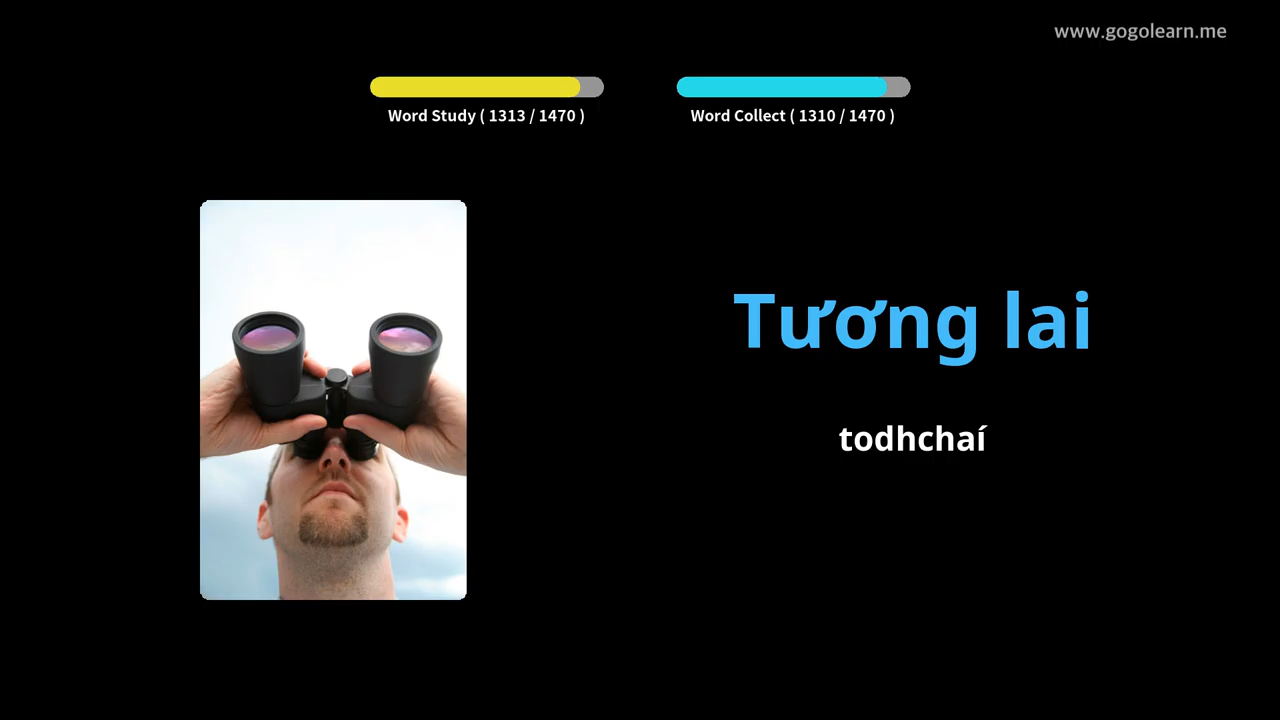 www.gogolearn.me
Word Study ( 1313 / 1470 )
Word Collect ( 1310 / 1470 )
Tương lai
todhchaí